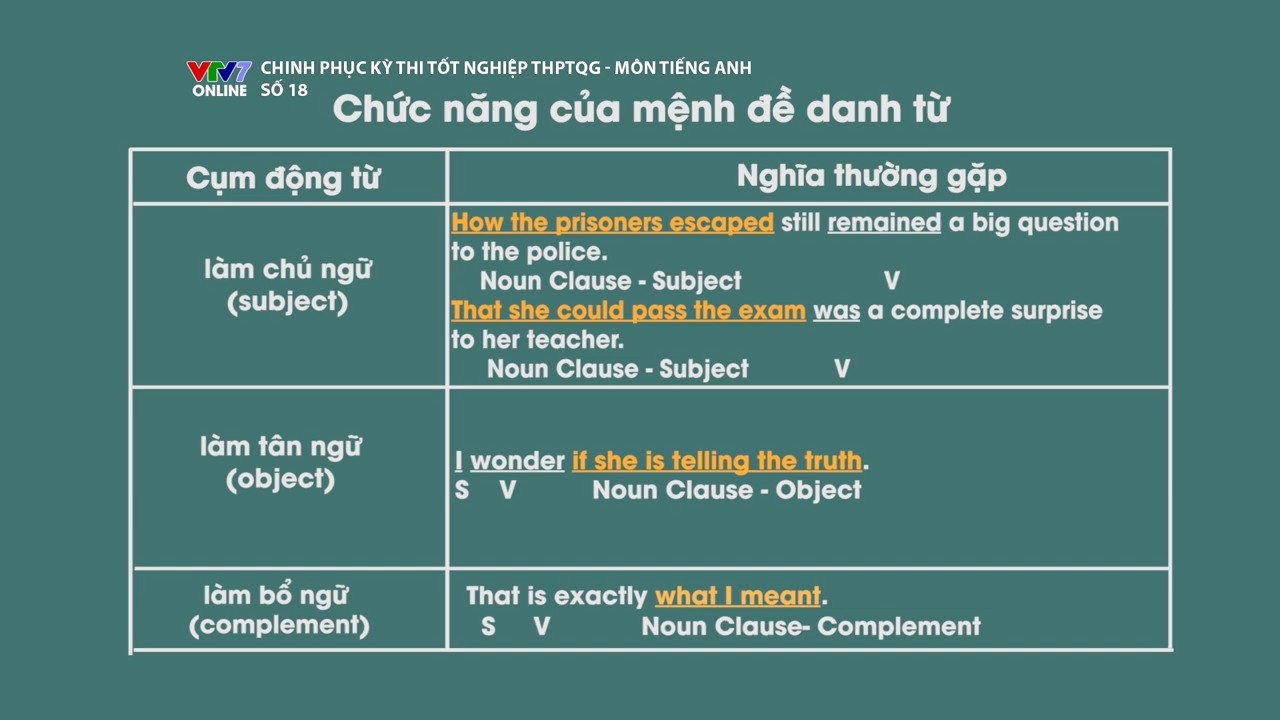 VTV7
ONLINE
CHINH PHỤC KỲ THI TỐT NGHIỆP THPTQG - MÔN TIẾNG ANH
SỐ 18
Chức năng của mệnh đề danh từ
Cụm động từ
Nghĩa thường gặp
làm chủ ngữ
(subject)
How the prisoners escaped still remained a big question
to the police.
Noun Clause - Subject V
That she could pass the exam was a complete surprise
to her teacher.
Noun Clause - Subject V
làm tân ngữ
(object)
I wonder if she is telling the truth.
S V Noun Clause - Object
làm bổ ngữ
(complement)
That is exactly what I meant.
S V Noun Clause- Complement